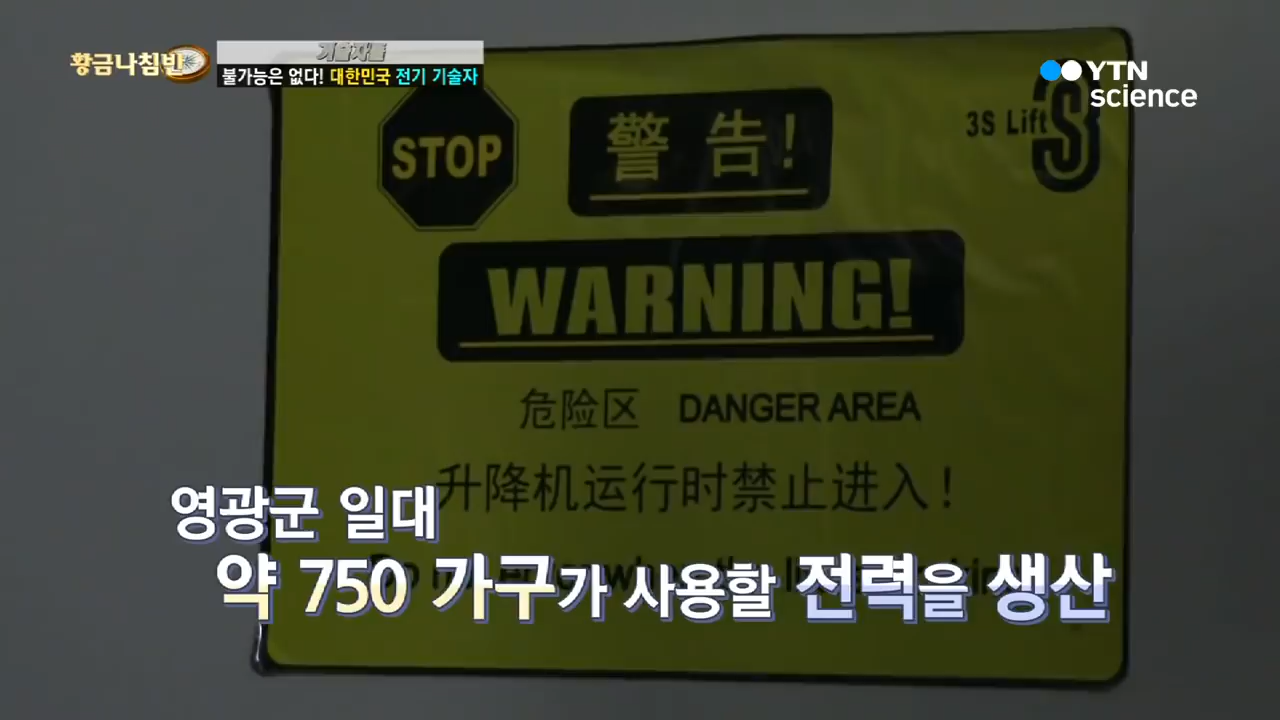 황금나침반
기술자들
불가능은 없다! 대한민국 전기 기술자
YTN
science
STOP
警告!
3S Lift
S
WARNING!
危险区 DANGER AREA
升降机运行时禁止进入!
영광군 일대
약 750 가구가 사용할 전력을 생산